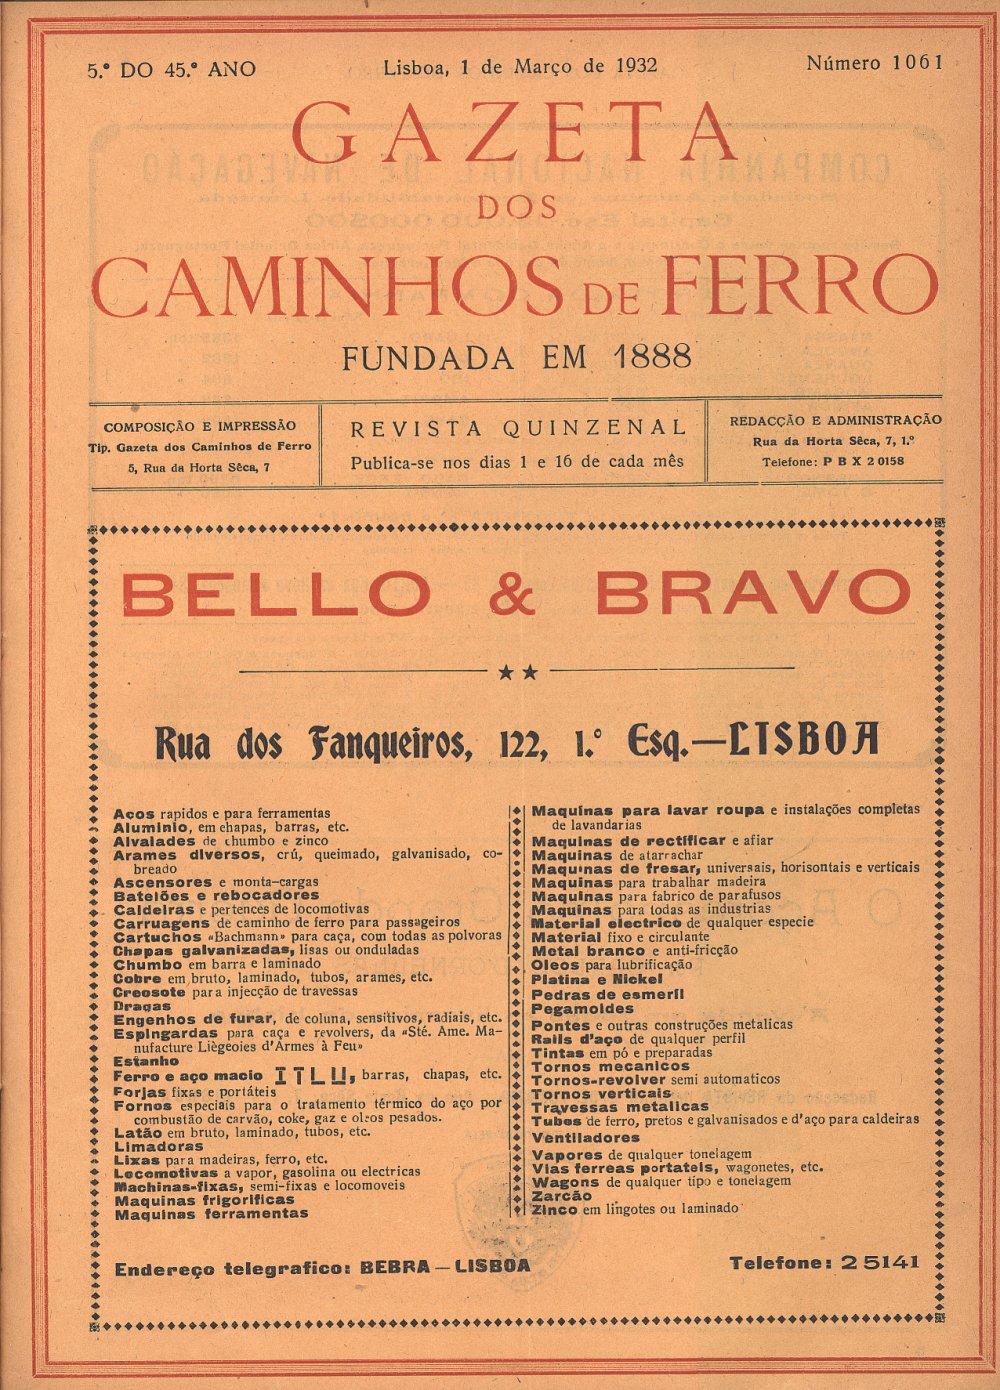 5.º DO 45.º ANO
Lisboa, 1 de Março de 1932
Número 1061
GAZETA
DOS
CAMINHOS DE FERRO
FUNDADA EM 1888
COMPOSIÇÃO E IMPRESSÃO
Tip. Gazeta dos Caminhos de Ferro
5, Rua da Horta Sêca, 7
REVISTA QUINZENAL
Publica-se nos dias 1 e 16 de cada mês
REDACÇÃO E ADMINISTRAÇÃO
Rua da Horta Sêca, 7, 1.º
Telefone: P B X 2 0158
BELLO & BRAVO
Rua dos Fanqueiros, 122, 1.º Esq.—LISBOA
Acos rapidos e para ferramentas
Aluminio, em chapas, barras, etc.
Alvaiades de chumbo e zinco
Arames diversos, crú, queimado, galvanisado, co-
breado
Ascensores e monta-cargas
Batelões e rebocadores
Caldeiras e pertences de locomotivas
Carruagens de caminho de ferro para passageiros
Cartuchos «Bachmann» para caça, com todas as polvoras
Chapas galvanizadas, lisas ou onduladas
Chumbo em barra e laminado
Cobre em bruto, laminado, tubos, arames, etc.
Creosote para injecção de travessas
Dragas
Engenhos de furar, de coluna, sensitivos, radiais, etc.
Espingardas para caça e revolvers, da «Sté. Ame. Ma-
nufacture Liègeoies d'Armes à Feu»
Estanho
Ferro e aço macio ITLU, barras, chapas, etc.
Forjas fixas e portáteis
Fornos especiais para o tratamento térmico do aço por
combustão de carvão, coke, gaz e oleos pesados.
Latão em bruto, laminado, tubos, etc.
Limadoras
Lixas para madeiras, ferro, etc.
Locomotivas a vapor, gasolina ou electricas
Machinas-fixas, semi-fixas e locomoveis
Maquinas frigorificas
Maquinas ferramentas
Maquinas para lavar roupa e instalações completas
de lavandarias
Maquinas de rectificar e afiar
Maquinas de atarrachar
Maquinas de fresar, universais, horisontais e verticais
Maquinas para trabalhar madeira
Maquinas para fabrico de parafusos
Maquinas para todas as industrias
Material electrico de qualquer especie
Material fixo e circulante
Metal branco e anti-fricção
Oleos para lubrificação
Platina e Nickel
Pedras de esmeril
Pegamoides
Pontes e outras construções metalicas
Rails d'aço de qualquer perfil
Tintas em pó e preparadas
Tornos mecanicos
Tornos-revolver semi automaticos
Tornos verticais
Travessas metalicas
Tubos de ferro, pretos e galvanisados e d'aço para caldeiras
Ventiladores
Vapores de qualquer tonelagem
Vias ferreas portateis, wagonetes, etc.
Wagons de qualquer tipo e tonelagem
Zarcão
Zinco em lingotes ou laminado
Endereço telegrafico: BEBRA—LISBOA
Telefone: 2 5141